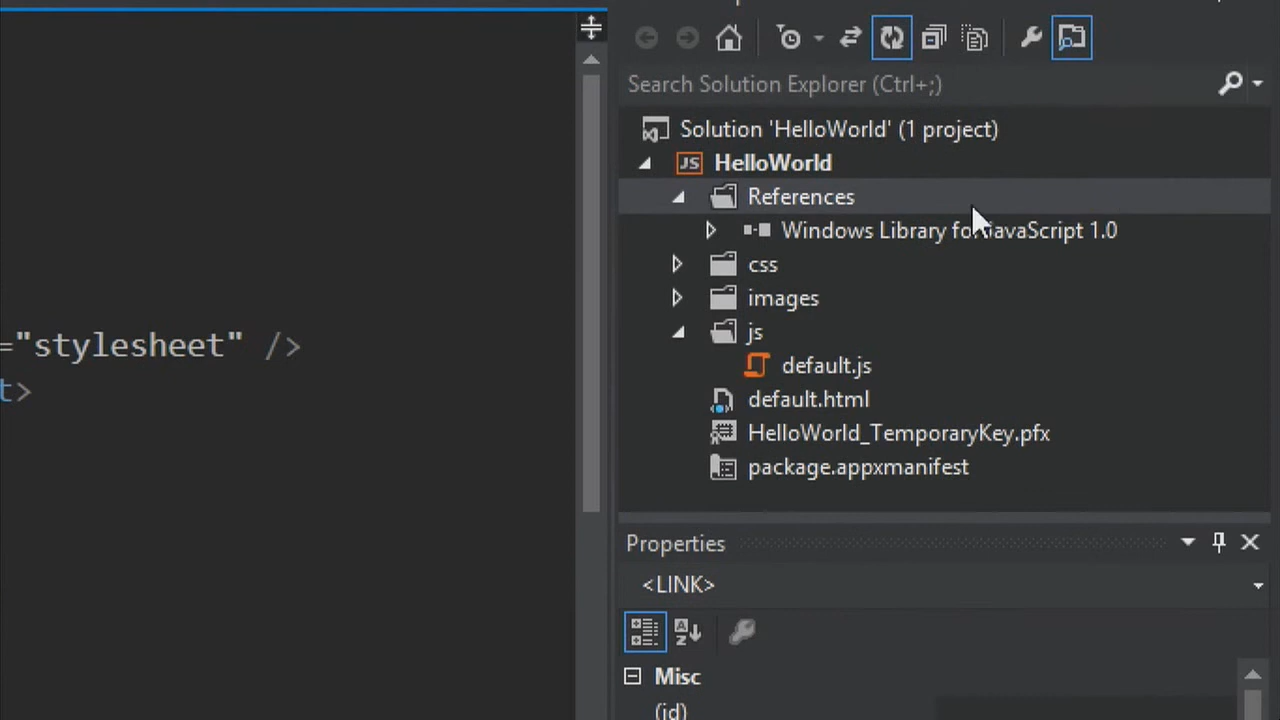 Search Solution Explorer (Ctrl+;)
Solution 'HelloWorld' (1 project)
JS HelloWorld
References
Windows Library for JavaScript 1.0
css
images
="stylesheet" />
js
default.js
t>
default.html
HelloWorld_TemporaryKey.pfx
package.appxmanifest
Properties
<LINK>
Misc
(id)